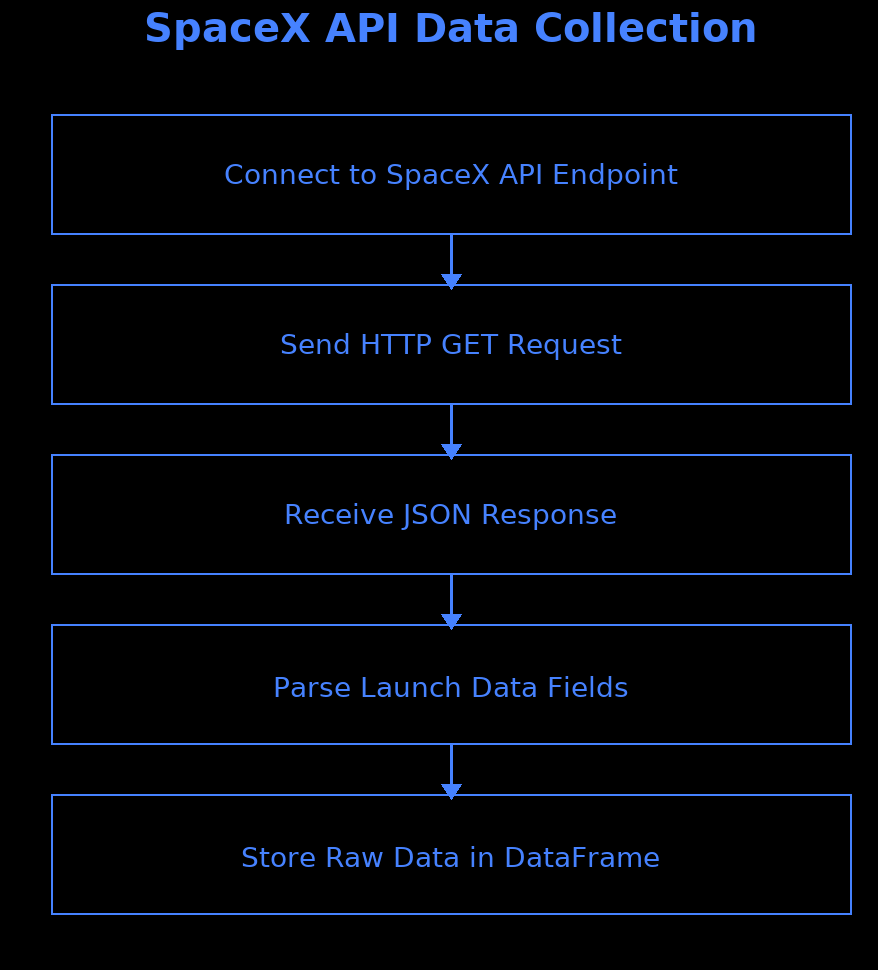 SpaceX API Data Collection
Connect to SpaceX API Endpoint
Send HTTP GET Request
Receive JSON Response
Parse Launch Data Fields
Store Raw Data in DataFrame